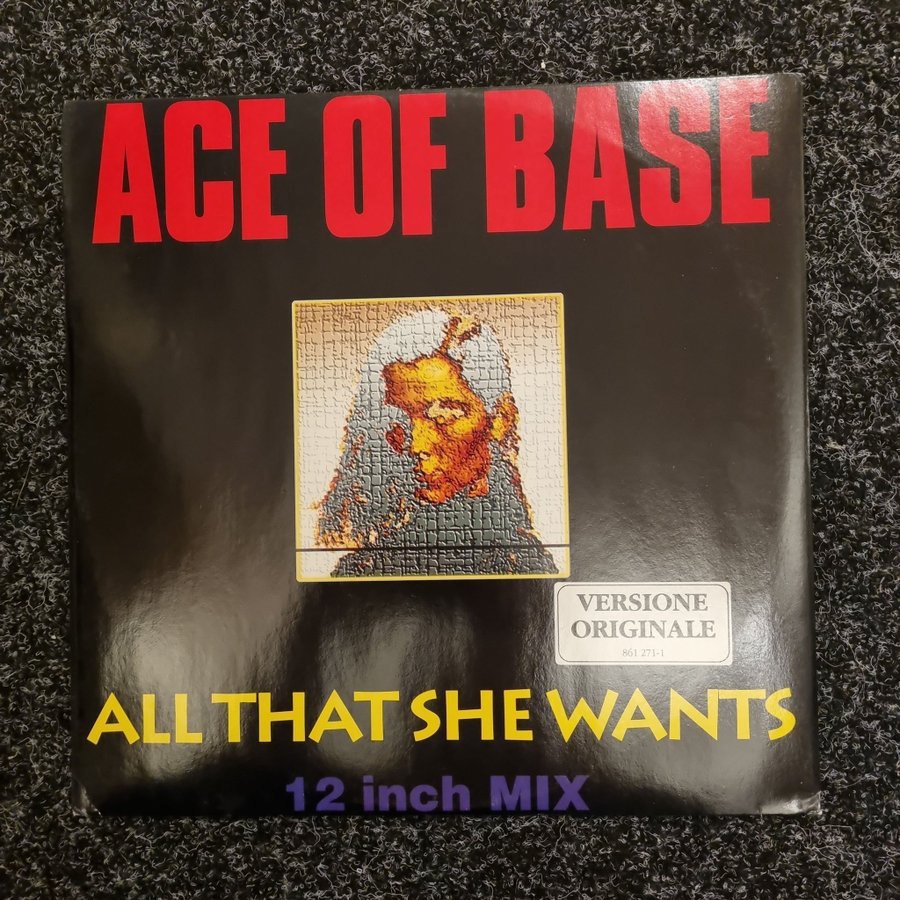 ACE OF BASE
VERSIONE
ORIGINALE
861 271-1
ALL THAT SHE WANTS
12 inch MIX